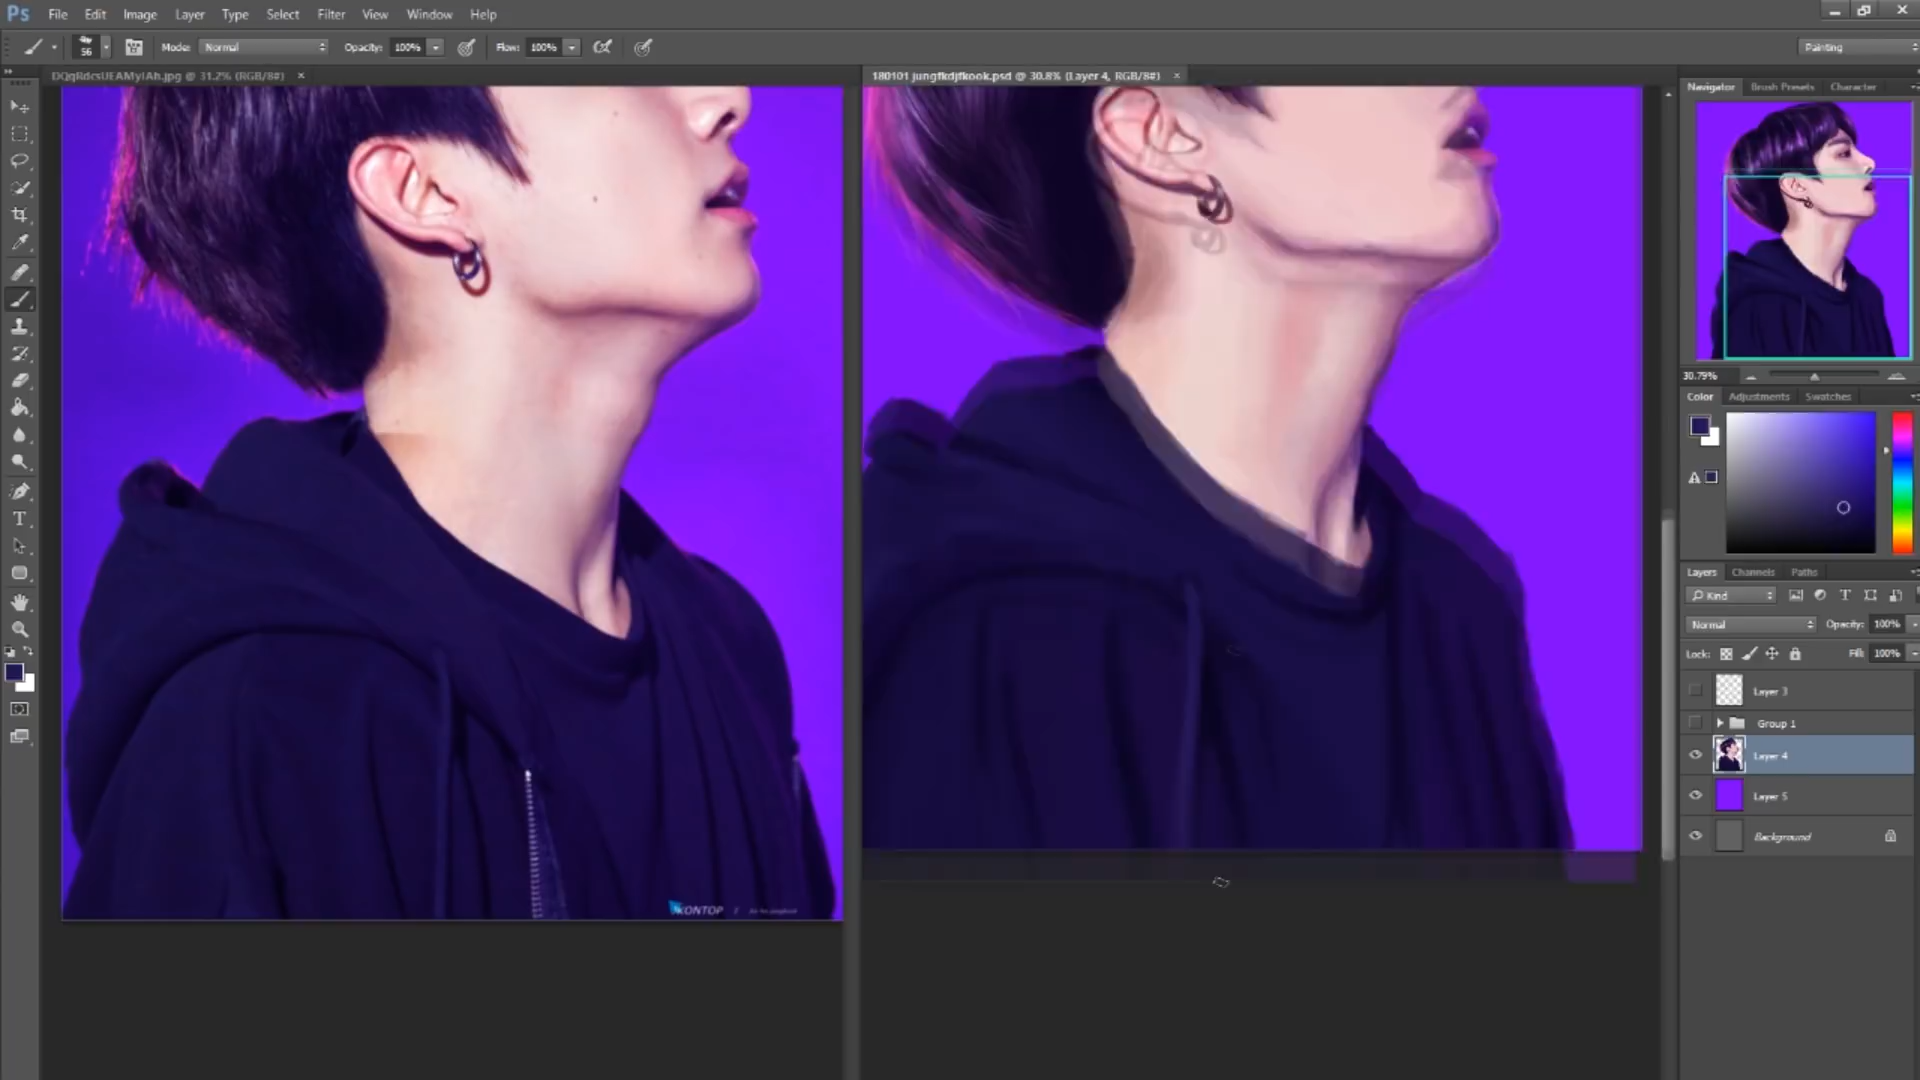 Ps File Edit Image Layer Type Select Filter View Window Help
56 Mode: Normal Opacity: 100% Flow: 100% Painting
180101 jungfkdjfkook.psd @ 30.8% (Layer 4, RGB/8#) ×
Navigator Brush Presets Character
30.79%
Color Adjustments Swatches
Layers Channels Paths
Kind T
Normal Opacity: 100%
Lock: Fill: 100%
Layer 3
Group 1
Layer 4
Layer 5
Background
T
KONTOP /